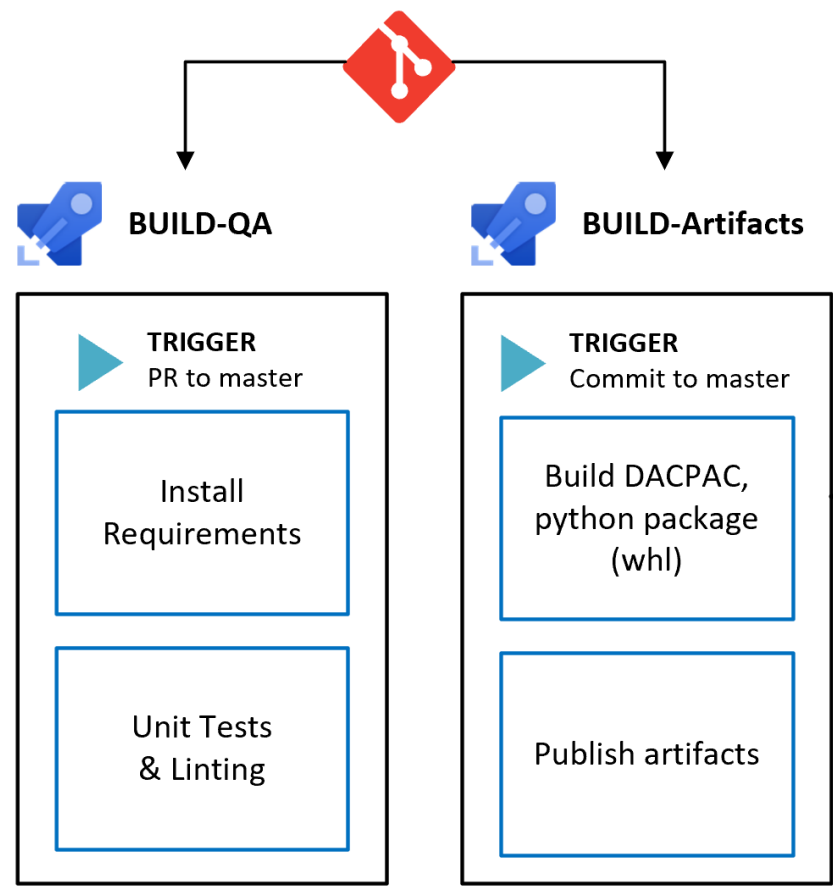 BUILD-QA
BUILD-Artifacts
TRIGGER
PR to master
Install
Requirements
Unit Tests
& Linting
TRIGGER
Commit to master
Build DACPAC,
python package
(whl)
Publish artifacts